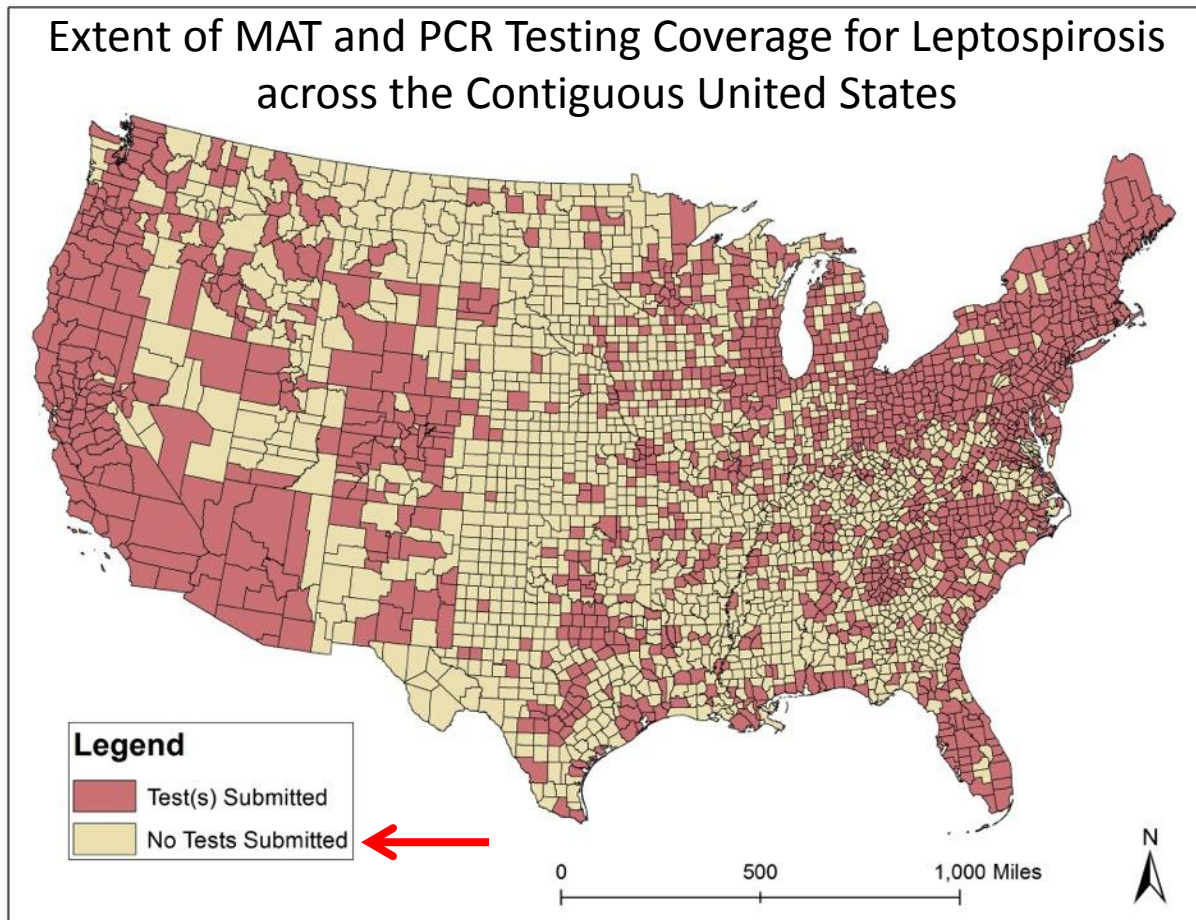 Extent of MAT and PCR Testing Coverage for Leptospirosis
across the Contiguous United States
Legend
Test(s) Submitted
No Tests Submitted
N
0 500 1,000 Miles